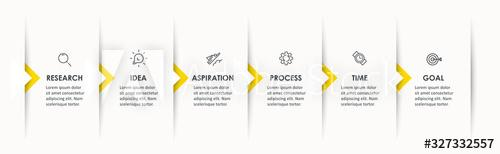 RESEARCH
Lorem ipsum dolor
sit amet consectetur
adipiscing elit. Nam
scelerisque tortor.
IDEA
Lorem ipsum dolor
sit amet consectetur
adipiscing elit. Nam
scelerisque tortor.
ASPIRATION
Lorem ipsum dolor
sit amet consectetur
adipiscing elit. Nam
scelerisque tortor.
PROCESS
Lorem ipsum dolor
sit amet consectetur
adipiscing elit. Nam
scelerisque tortor.
TIME
Lorem ipsum dolor
sit amet consectetur
adipiscing elit. Nam
scelerisque tortor.
GOAL
Lorem ipsum dolor
sit amet consectetur
adipiscing elit. Nam
scelerisque tortor.
#327332557